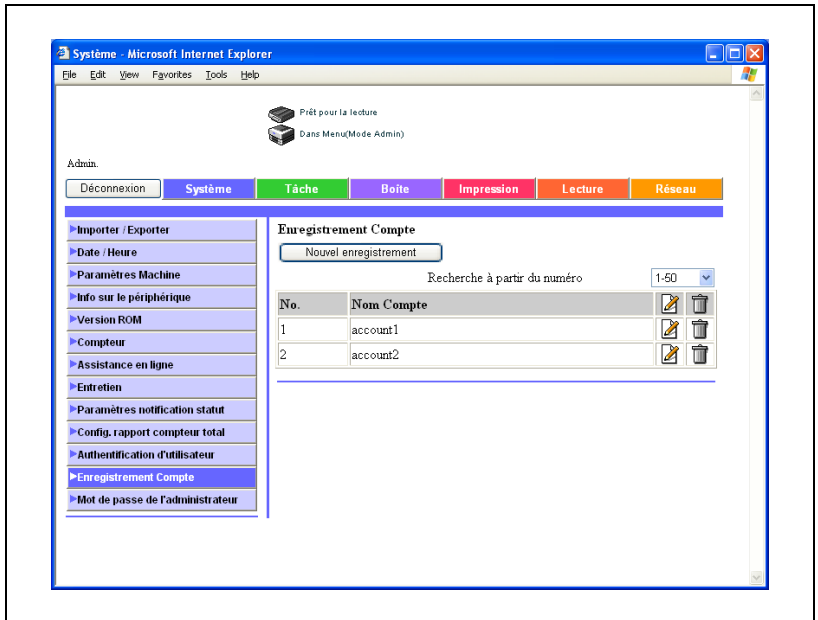 Système - Microsoft Internet Explorer
File Edit View Favorites Tools Help
Prêt pour la lecture
Dans Menu(Mode Admin)
Admin.
Déconnexion Système Tâche Boîte Impression Lecture Réseau
Importer / Exporter
Date / Heure
Paramètres Machine
Info sur le périphérique
Version ROM
Compteur
Assistance en ligne
Entretien
Paramètres notification statut
Config. rapport compteur total
Authentification d'utilisateur
Enregistrement Compte
Mot de passe de l'administrateur
Enregistrement Compte
Nouvel enregistrement
Recherche à partir du numéro 1-50
No. Nom Compte
1 account1
2 account2